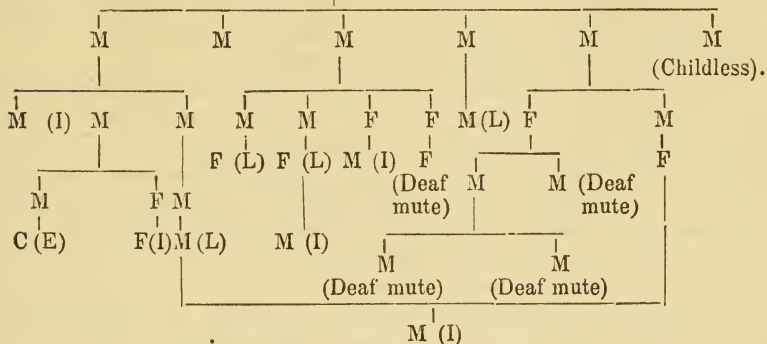 M M M M M M
(Childless).
M (I) M M M M F F M (L) F M
F (L) F (L) M (I) F F
(Deaf mute) M M (Deaf mute)
M F M
C (E) F(I) M (L) M (I) M M
(Deaf mute) (Deaf mute)
M (I)